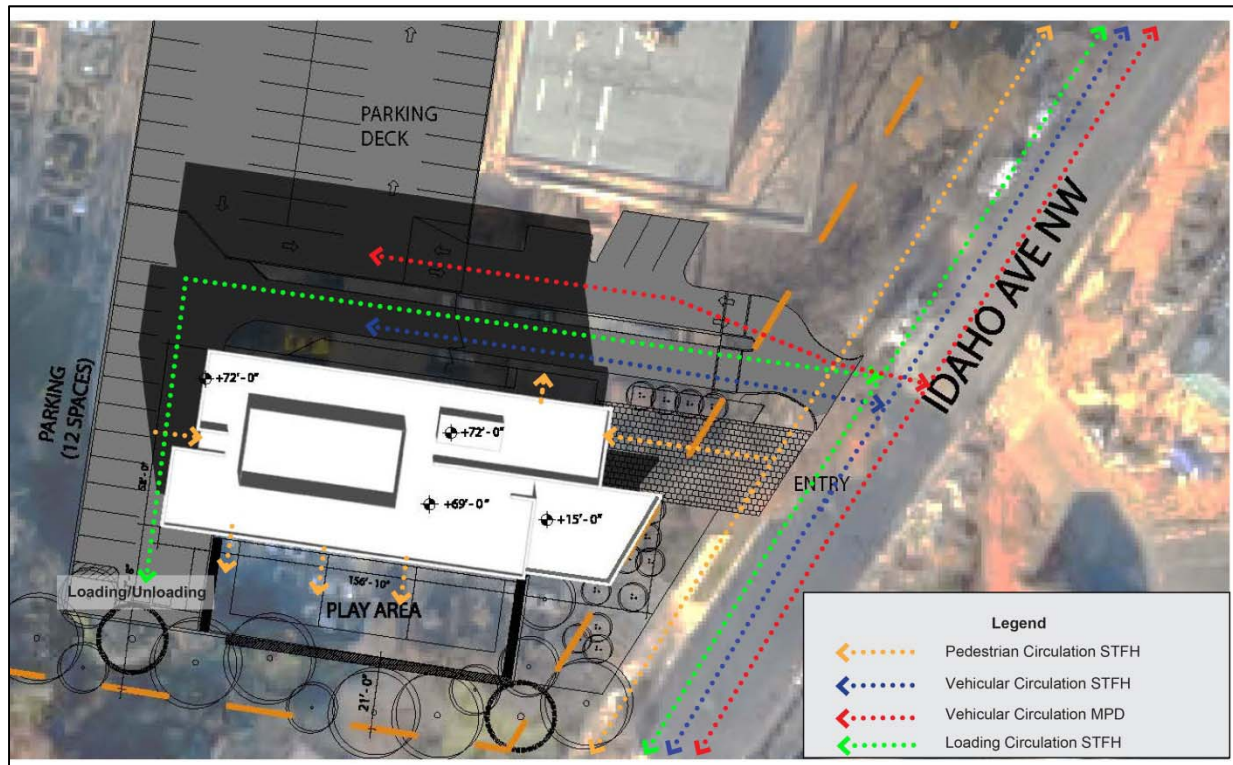 PARKING
DECK
IDAHO AVE NW
PARKING
(12 SPACES)
+72'-0"
+72'-0"
+69'-0"
+15'-0"
ENTRY
Loading/Unloading
156'-10"
PLAY AREA
21'-0"
Legend
Pedestrian Circulation STFH
Vehicular Circulation STFH
Vehicular Circulation MPD
Loading Circulation STFH